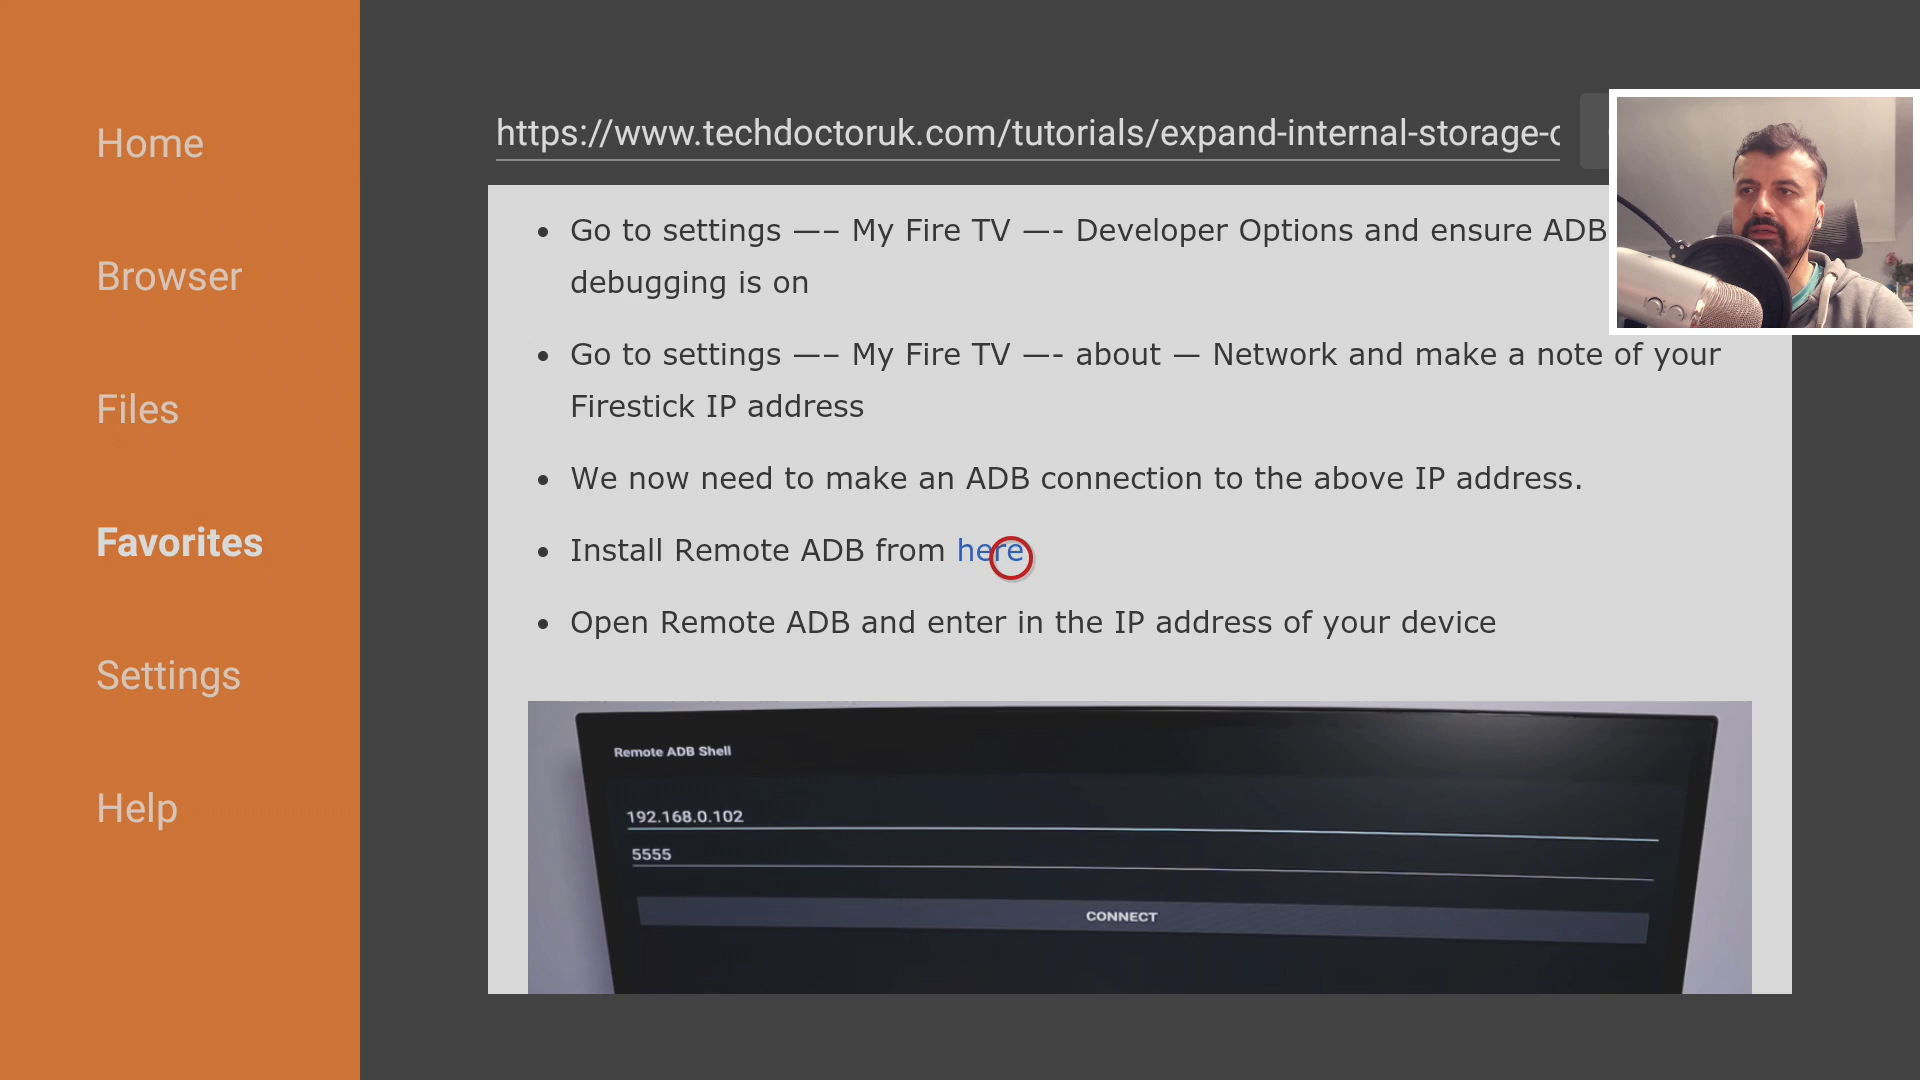 Home
Browser
Files
Favorites
Settings
Help
https://www.techdoctoruk.com/tutorials/expand-internal-storage-
• Go to settings —– My Fire TV —- Developer Options and ensure ADB
debugging is on
• Go to settings —– My Fire TV —- about — Network and make a note of your
Firestick IP address
• We now need to make an ADB connection to the above IP address.
• Install Remote ADB from here
• Open Remote ADB and enter in the IP address of your device
Remote ADB Shell
192.168.0.102
5555
CONNECT